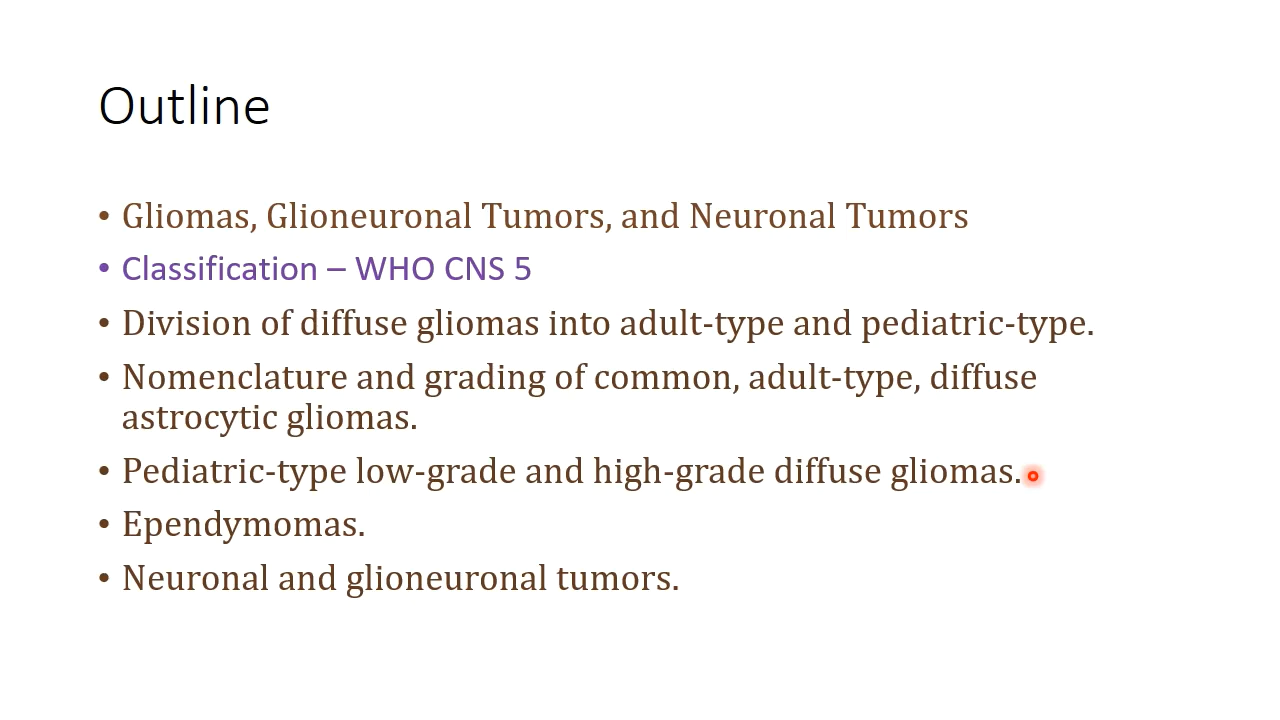 Outline
• Gliomas, Glioneuronal Tumors, and Neuronal Tumors
• Classification – WHO CNS 5
• Division of diffuse gliomas into adult-type and pediatric-type.
• Nomenclature and grading of common, adult-type, diffuse
astrocytic gliomas.
• Pediatric-type low-grade and high-grade diffuse gliomas.
• Ependymomas.
• Neuronal and glioneuronal tumors.